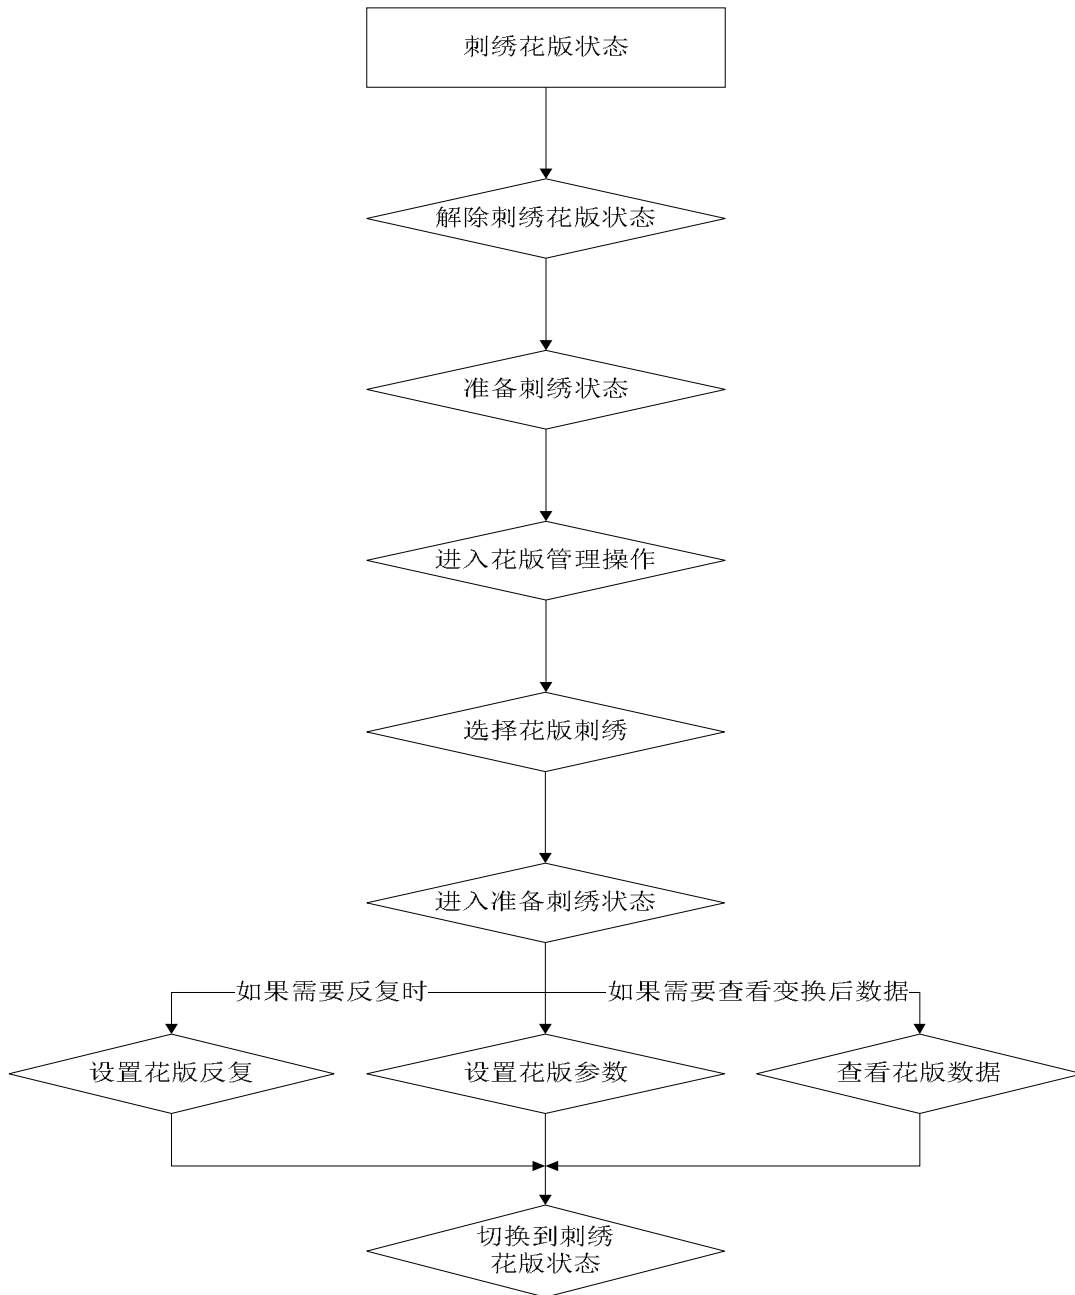 刺绣花版状态
解除刺绣花版状态
准备刺绣状态
进入花版管理操作
选择花版刺绣
进入准备刺绣状态
如果需要反复时
如果需要查看变换后数据
设置花版反复
设置花版参数
查看花版数据
切换到刺绣
花版状态